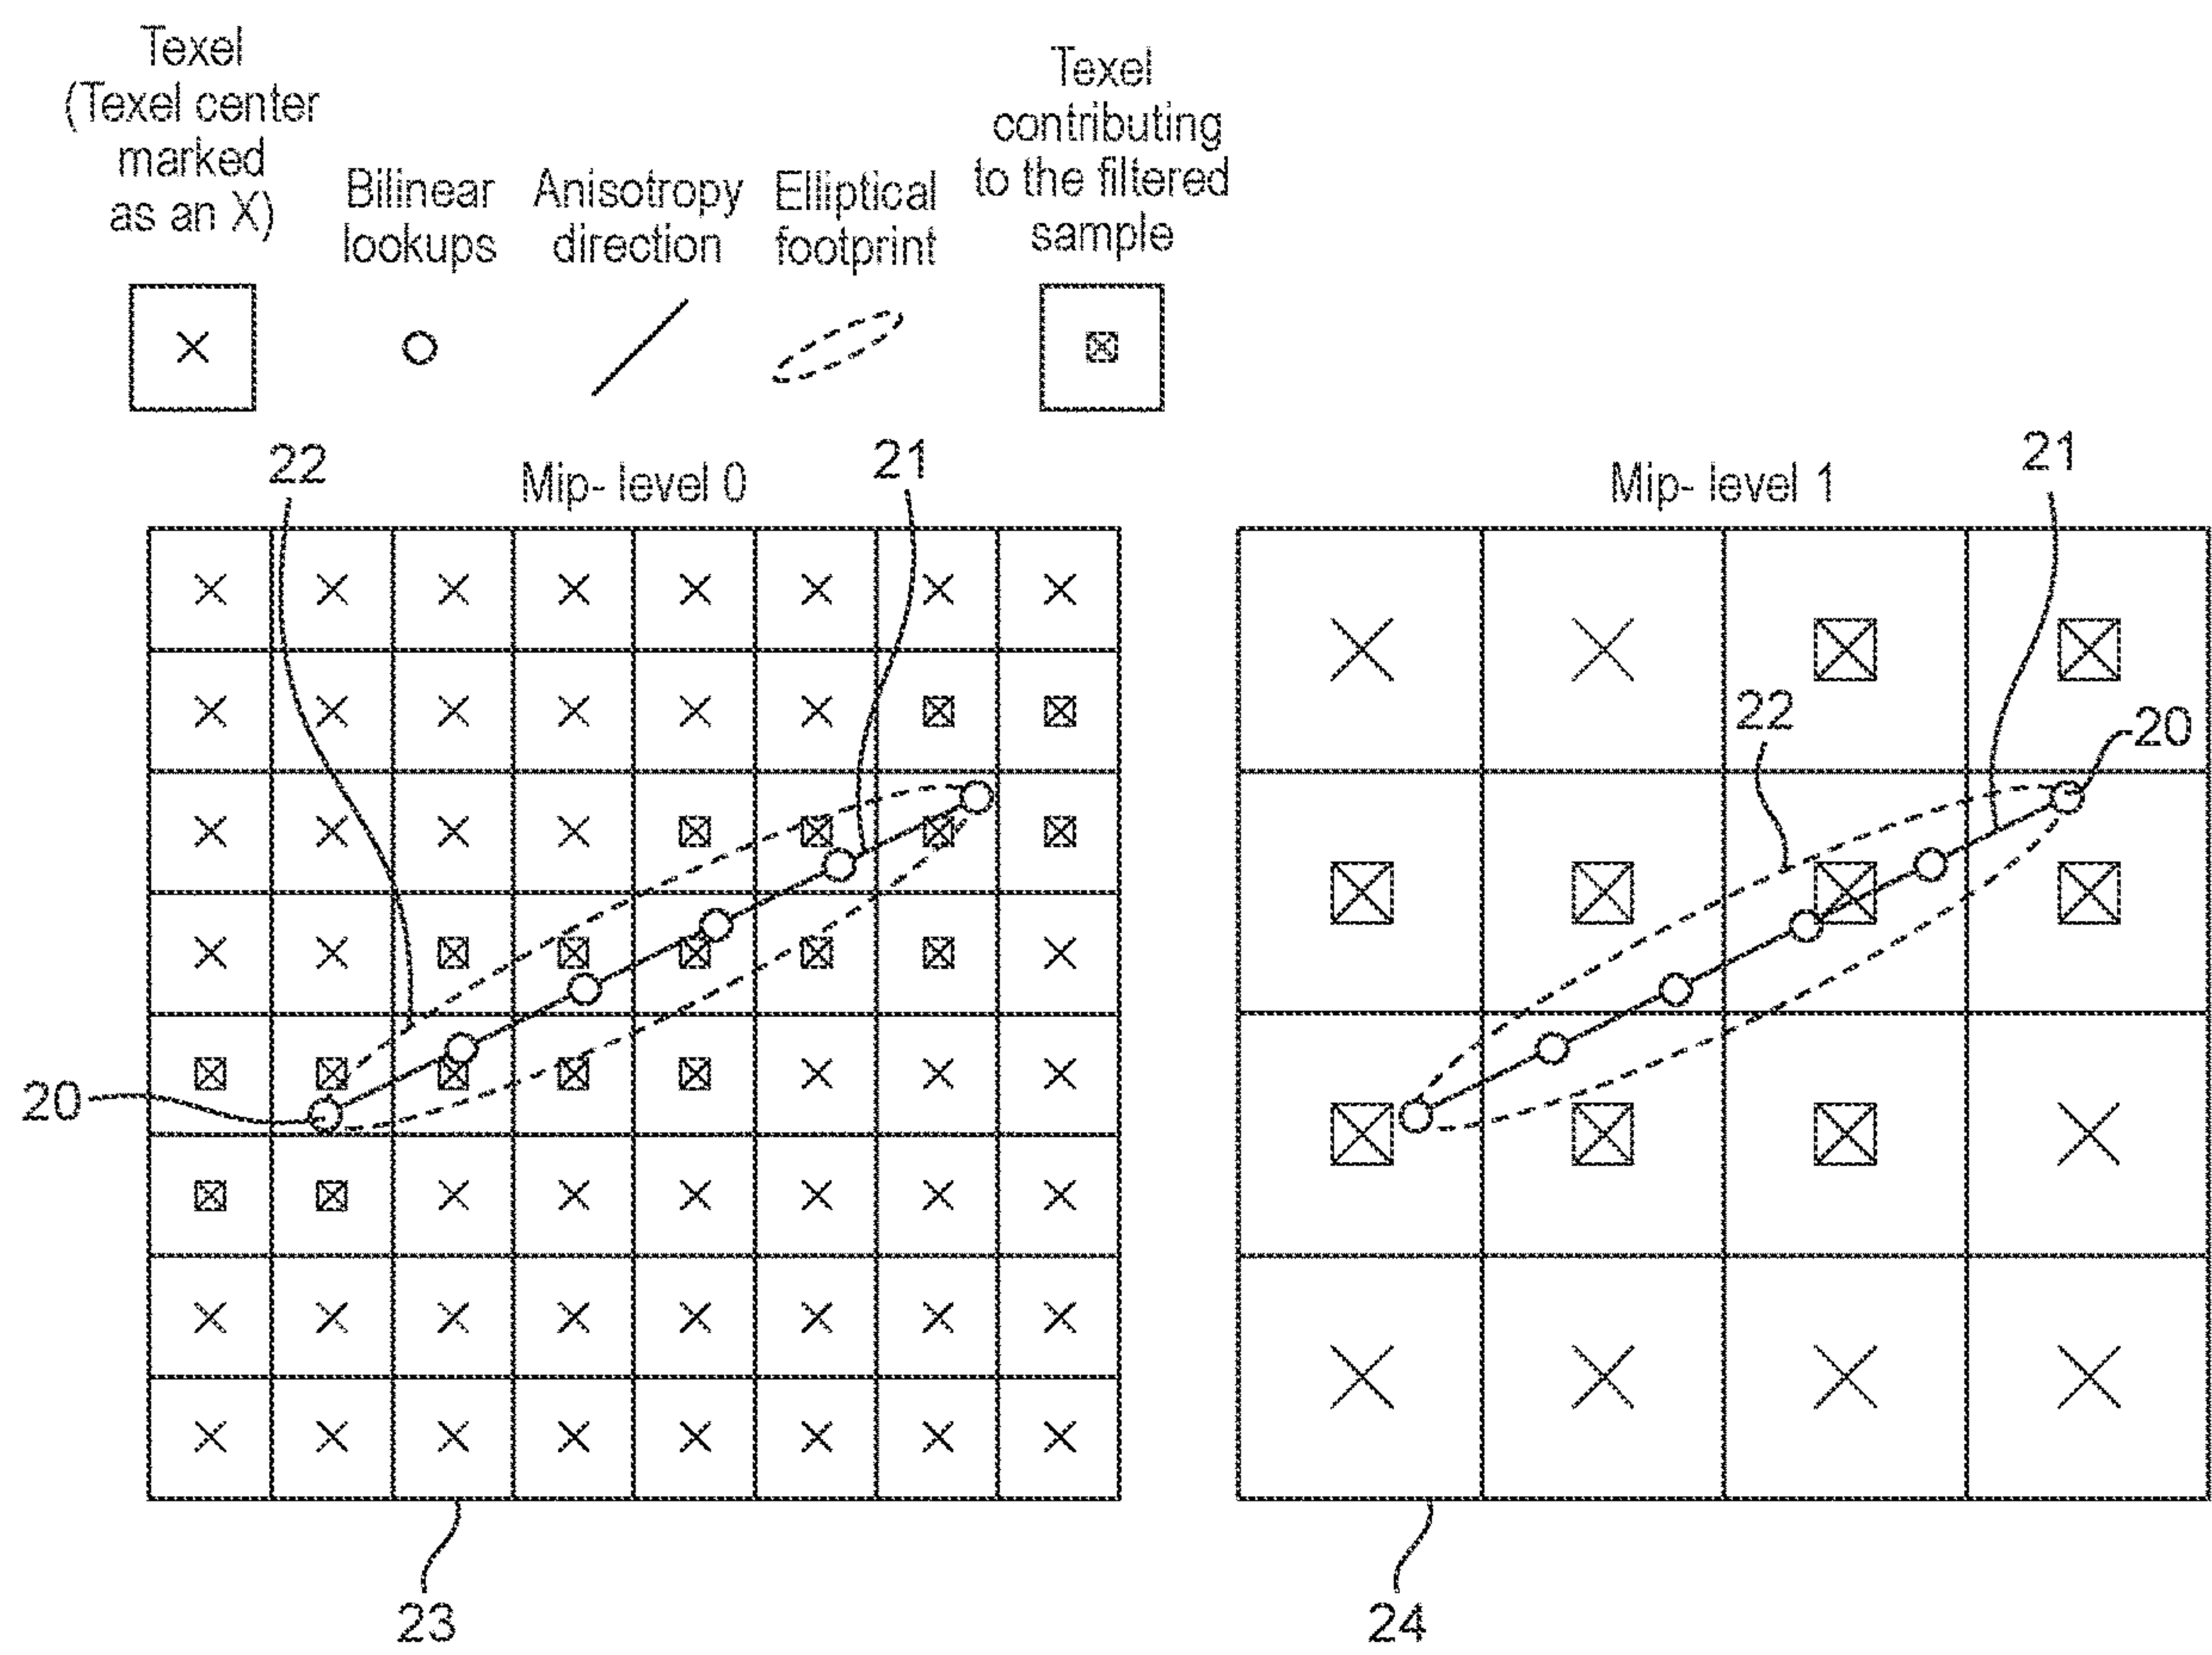 Texel
(Texel center
marked
as an X)
Bilinear
lookups
Anisotropy
direction
Elliptical
footprint
Texel
contributing
to the filtered
sample
22
Mip- level 0
21
Mip- level 1
21
22
20
20
23
24